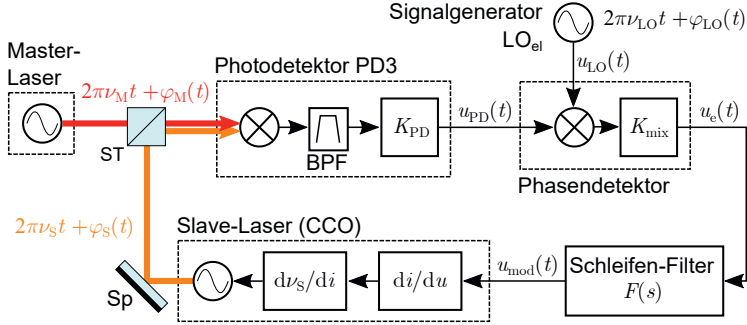 Signalgenerator
LO_el
2πν_LO t + φ_LO(t)
Master-
Laser
2πν_M t + φ_M(t)
Photodetektor PD3
u_LO(t)
ST
BPF
K_PD
u_PD(t)
K_mix
u_e(t)
Phasendetektor
2πν_S t + φ_S(t)
Slave-Laser (CCO)
Sp
dν_S/di
di/du
u_mod(t)
Schleifen-Filter
F(s)